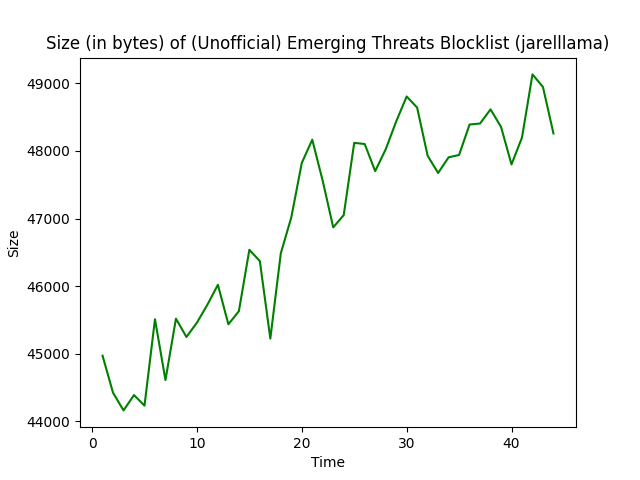 Size (in bytes) of (Unofficial) Emerging Threats Blocklist (jarelllama)
49000
48000
47000
46000
45000
44000
Size
0 10 20 30 40
Time